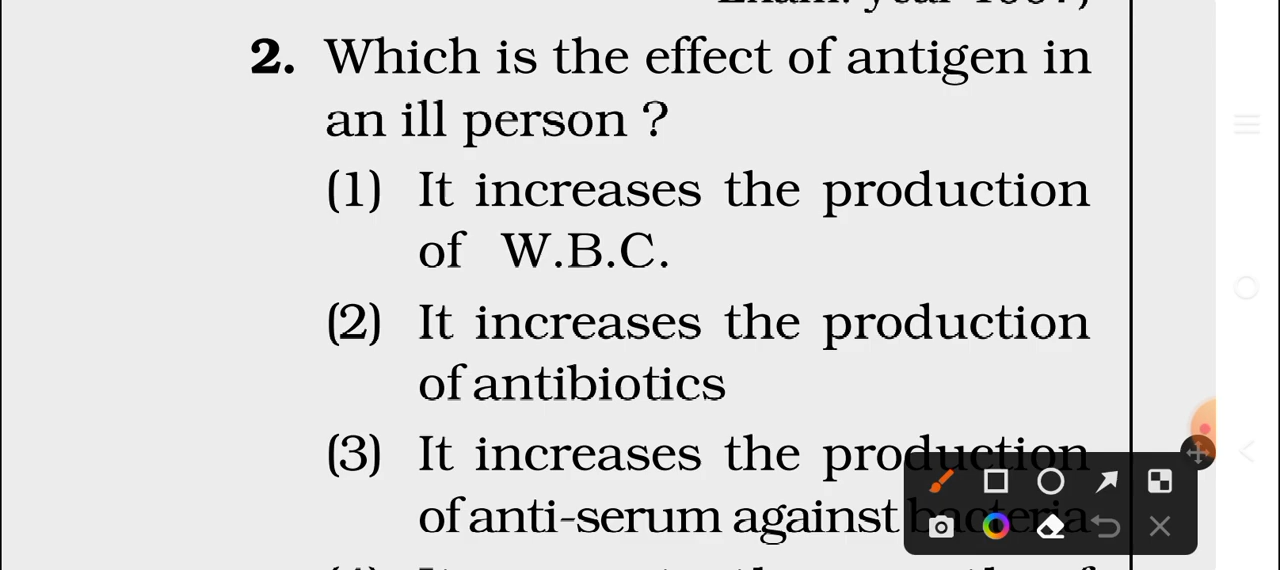 2. Which is the effect of antigen in
an ill person ?
(1) It increases the production
of W.B.C.
(2) It increases the production
of antibiotics
(3) It increases the production
of anti-serum against bacteria